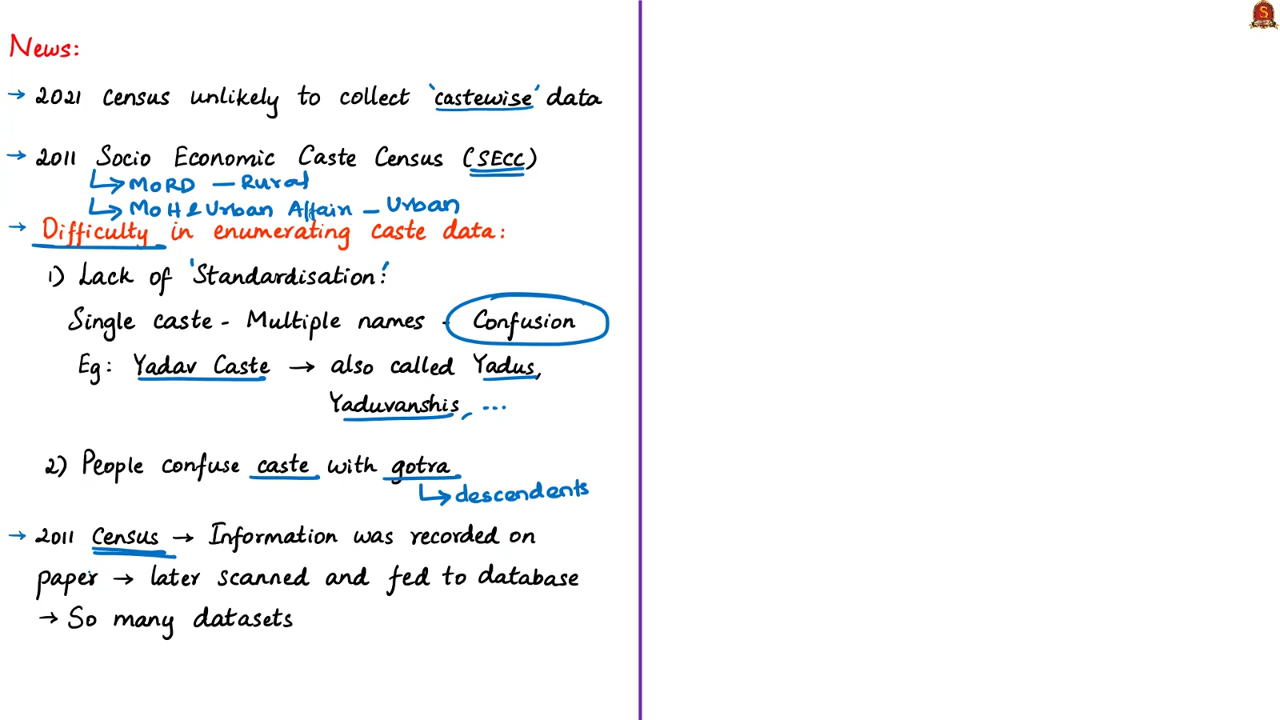 News:
→ 2021 Census unlikely to collect 'castewise' data
→ 2011 Socio Economic Caste Census (SECC)
↳ MORD - Rural
↳ MOH & Urban Affair - Urban
→ Difficulty in enumerating caste data:
1) Lack of 'Standardisation':
Single caste - Multiple names - Confusion
Eg: Yadav Caste → also called Yadus,
Yaduvanshis, ...
2) People confuse caste with gotra
↳ descendents
→ 2011 Census → Information was recorded on
paper → later scanned and fed to database
→ So many datasets
S